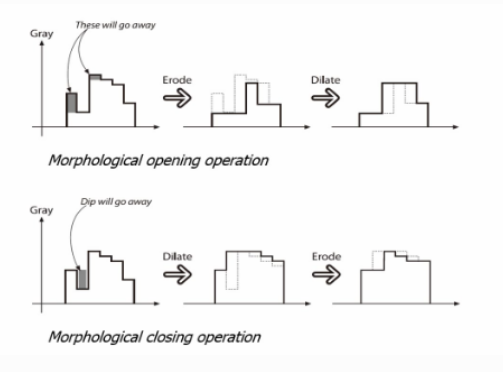 These will go away
Gray
Erode
Dilate
Morphological opening operation
Dip will go away
Gray
Dilate
Erode
Morphological closing operation